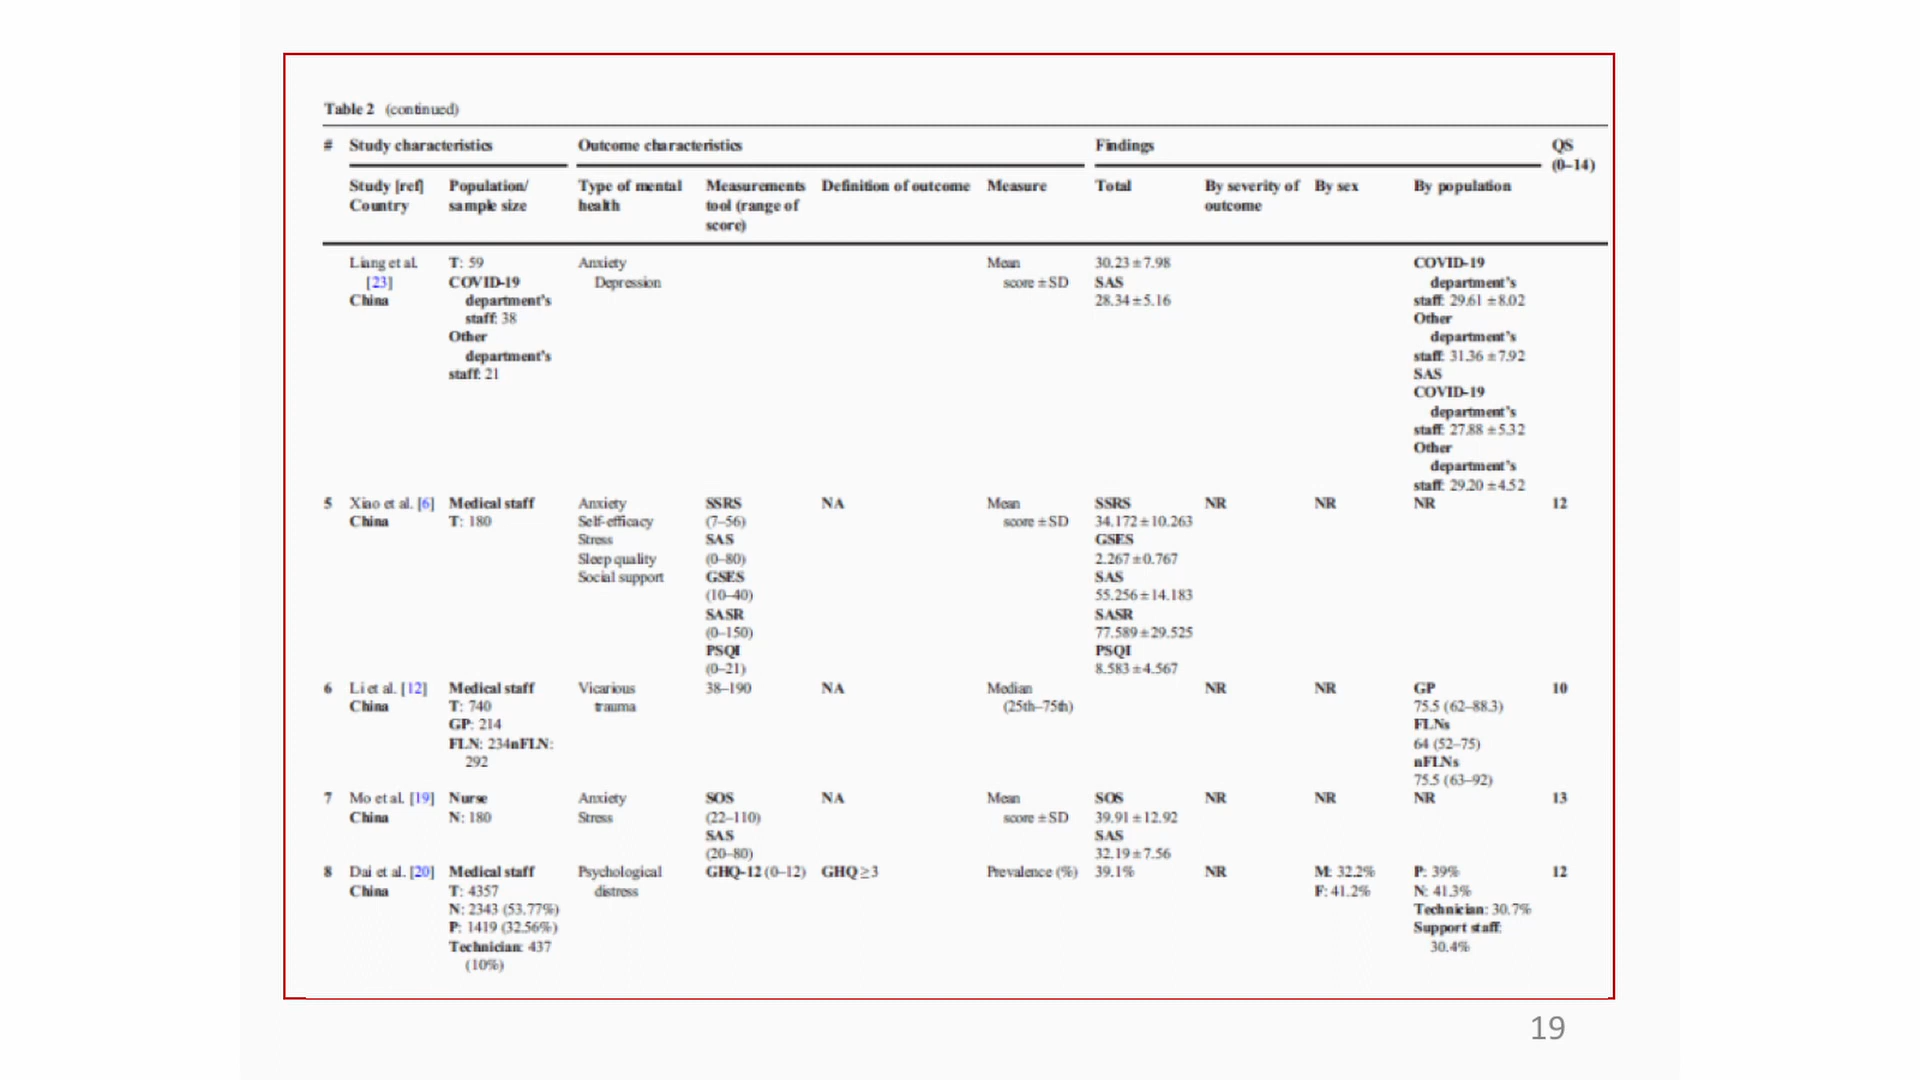 Table 2 (continued)
# Study characteristics Outcome characteristics Findings QS
(0–14)
Study [ref] Population/ Type of mental Measurements Definition of outcome Measure Total By severity of By sex By population
Country sample size health tool (range of outcome
score)
Liang et al. T: 59 Anxiety Mean 30.23 ± 7.98 COVID-19
[23] COVID-19 Depression score ± SD SAS department's
China department's 28.34 ± 5.16 staff: 29.61 ± 8.02
staff: 38 Other
Other department's
department's staff: 31.36 ± 7.92
staff: 21 SAS
COVID-19
department's
staff: 27.88 ± 5.32
Other
department's
staff: 29.20 ± 4.52
5 Xiao et al. [6] Medical staff Anxiety SSRS NA Mean SSRS NR NR NR 12
China T: 180 Self-efficacy (7–56) score ± SD 34.172 ± 10.263
Stress SAS GSES
Sleep quality (0–80) 2.267 ± 0.767
Social support GSES SAS
(10–40) 55.256 ± 14.183
SASR SASR
(0–150) 77.589 ± 29.525
PSQI PSQI
(0–21) 8.583 ± 4.567
6 Li et al. [12] Medical staff Vicarious 38–190 NA Median NR NR GP 10
China T: 740 trauma (25th–75th) 75.5 (62–88.3)
GP: 214 FLNs
FLN: 234nFLN: 64 (52–75)
292 nFLNs
75.5 (63–92)
7 Mo et al. [19] Nurse Anxiety SOS NA Mean SOS NR NR NR 13
China N: 180 Stress (22–110) score ± SD 39.91 ± 12.92
SAS SAS
(20–80) 32.19 ± 7.56
8 Dai et al. [20] Medical staff Psychological GHQ-12 (0–12) GHQ ≥ 3 Prevalence (%) 39.1% NR M: 32.2% P: 39% 12
China T: 4357 distress F: 41.2% N: 41.3%
N: 2343 (53.77%) Technician: 30.7%
P: 1419 (32.56%) Support staff:
Technician: 437 30.4%
(10%)
19